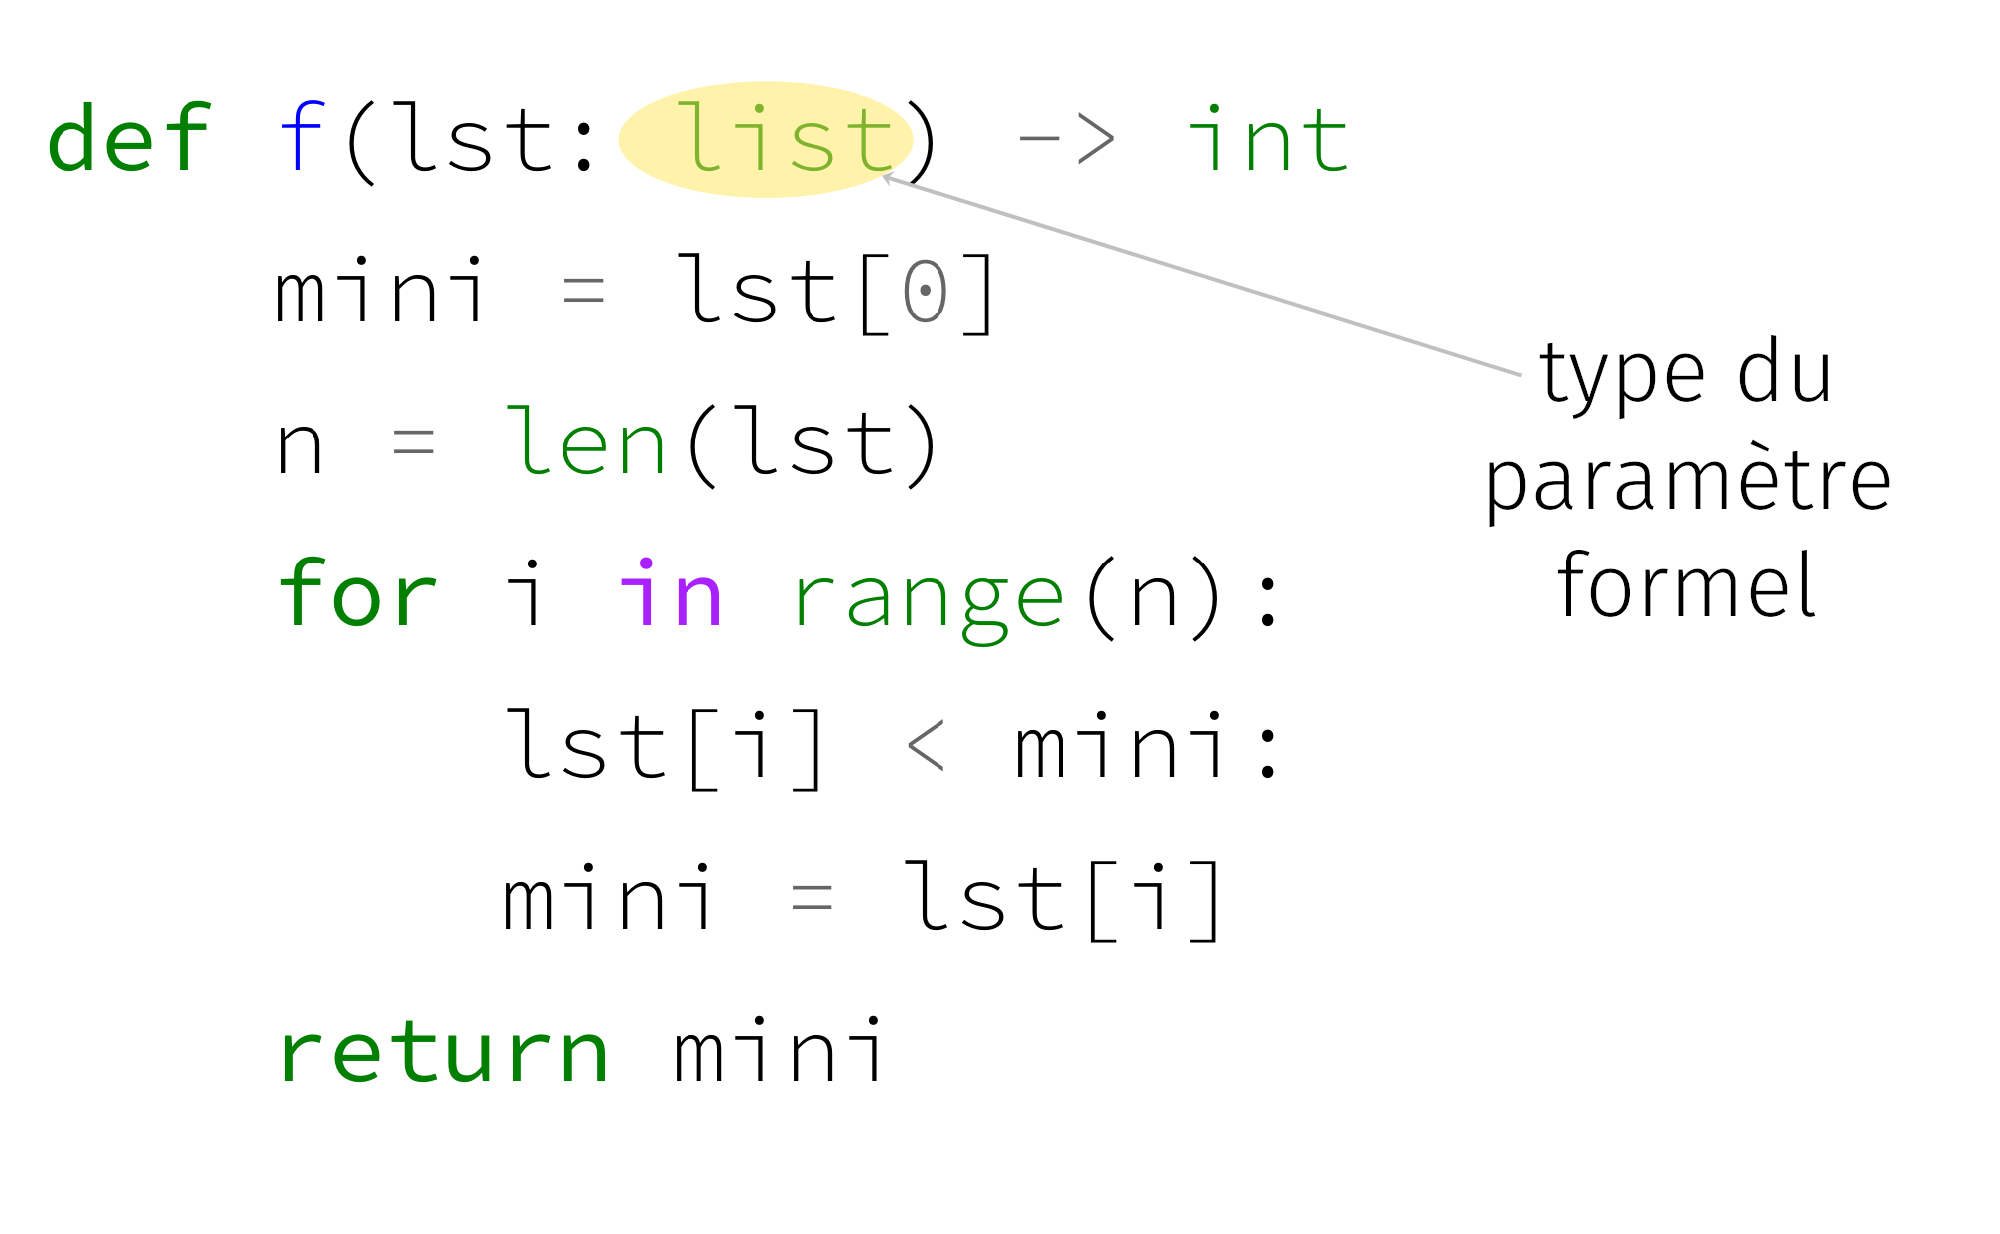 def f(lst: list) -> int
    mini = lst[0]
    n = len(lst)
    for i in range(n):
        lst[i] < mini:
        mini = lst[i]
    return mini
type du
paramètre
formel